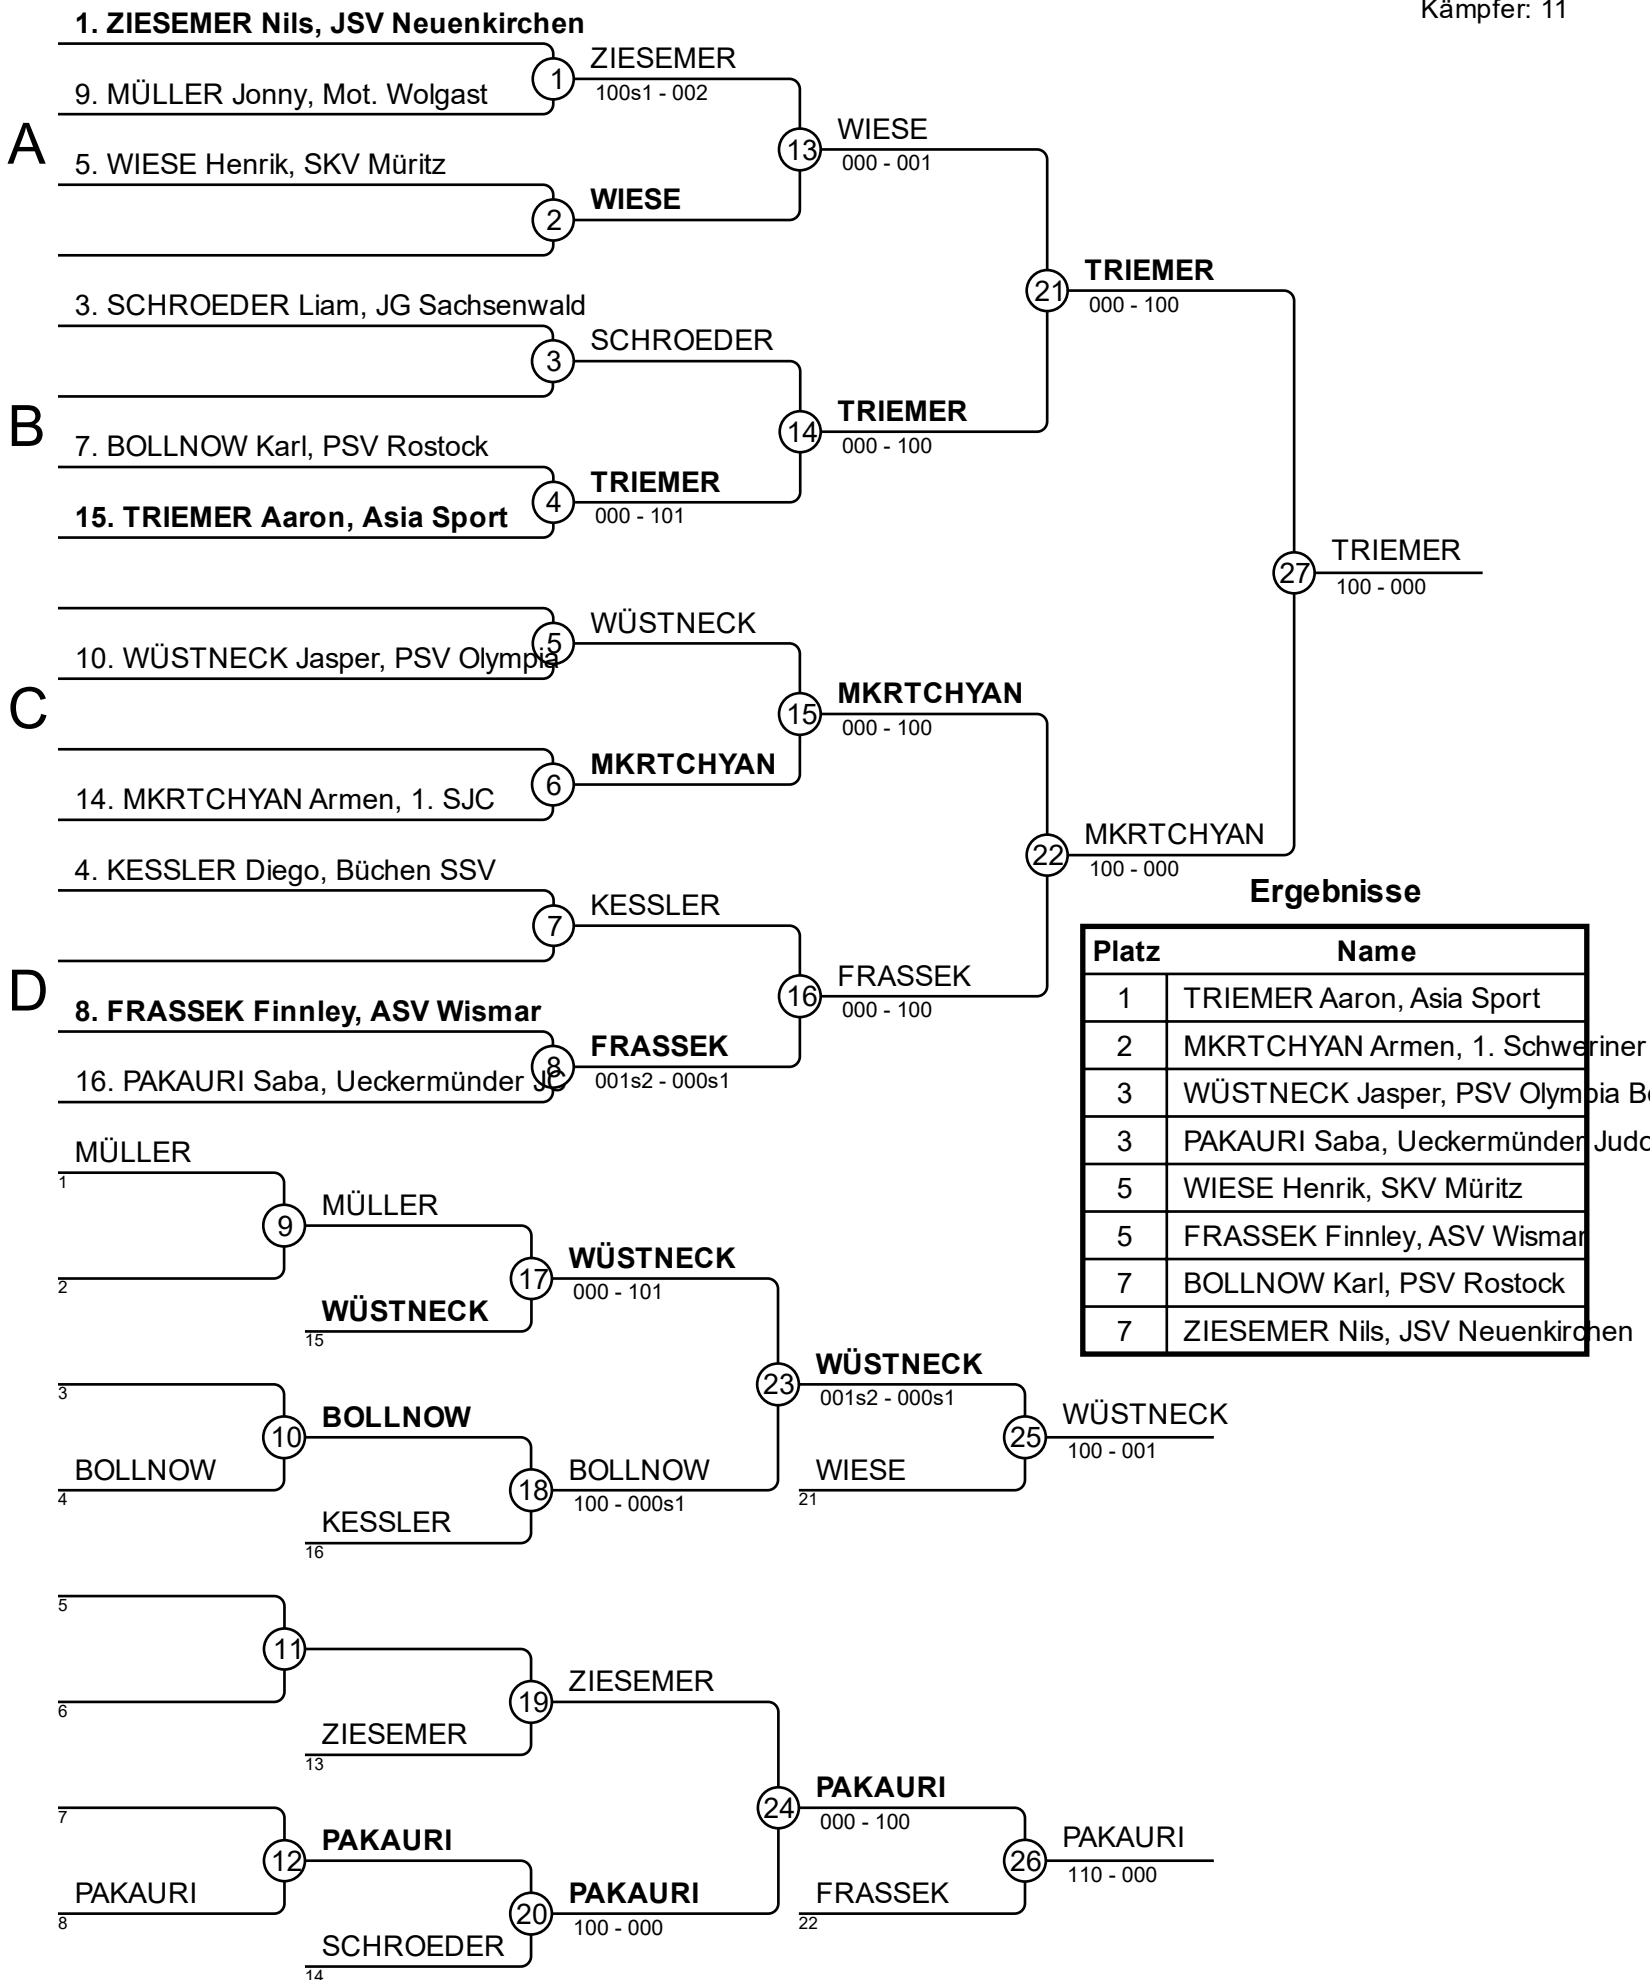 Kämpfer: 11
1. ZIESEMER Nils, JSV Neuenkirchen
9. MÜLLER Jonny, Mot. Wolgast
1
ZIESEMER
100s1 - 002
A
5. WIESE Henrik, SKV Müritz
2
WIESE
13
WIESE
000 - 001
3. SCHROEDER Liam, JG Sachsenwald
3
SCHROEDER
B
7. BOLLNOW Karl, PSV Rostock
15. TRIEMER Aaron, Asia Sport
4
TRIEMER
000 - 101
14
TRIEMER
000 - 100
21
TRIEMER
000 - 100
10. WÜSTNECK Jasper, PSV Olympia
5
WÜSTNECK
C
14. MKRTCHYAN Armen, 1. SJC
6
MKRTCHYAN
15
MKRTCHYAN
000 - 100
4. KESSLER Diego, Büchen SSV
7
KESSLER
D
8. FRASSEK Finnley, ASV Wismar
16. PAKAURI Saba, Ueckermünder JC
8
FRASSEK
001s2 - 000s1
16
FRASSEK
000 - 100
22
MKRTCHYAN
100 - 000
27
TRIEMER
100 - 000
Ergebnisse
Platz Name
1 TRIEMER Aaron, Asia Sport
2 MKRTCHYAN Armen, 1. Schweriner
3 WÜSTNECK Jasper, PSV Olympia
3 PAKAURI Saba, Ueckermünder
5 WIESE Henrik, SKV Müritz
5 FRASSEK Finnley, ASV Wismar
7 BOLLNOW Karl, PSV Rostock
7 ZIESEMER Nils, JSV Neuenkirchen
MÜLLER
1
2
9
MÜLLER
WÜSTNECK
15
17
WÜSTNECK
000 - 101
3
BOLLNOW
4
10
BOLLNOW
KESSLER
16
18
BOLLNOW
100 - 000s1
23
WÜSTNECK
001s2 - 000s1
WIESE
21
25
WÜSTNECK
100 - 001
5
6
11
ZIESEMER
13
19
ZIESEMER
7
PAKAURI
8
12
PAKAURI
SCHROEDER
14
20
PAKAURI
100 - 000
24
PAKAURI
000 - 100
FRASSEK
22
26
PAKAURI
110 - 000